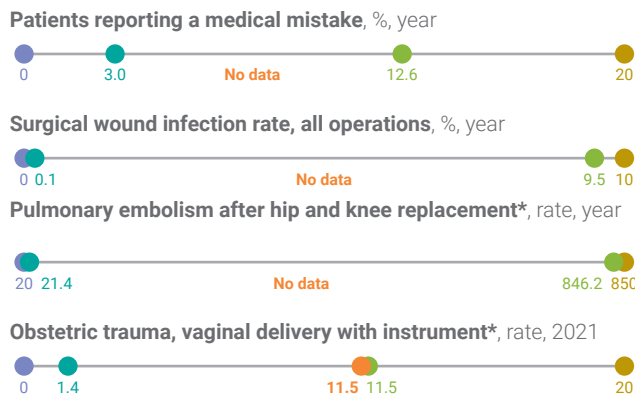 Patients reporting a medical mistake, %, year
0 3.0 No data 12.6 20
Surgical wound infection rate, all operations, %, year
0 0.1 No data 9.5 10
Pulmonary embolism after hip and knee replacement*, rate, year
20 21.4 No data 846.2 850
Obstetric trauma, vaginal delivery with instrument*, rate, 2021
0 1.4 11.5 11.5 20